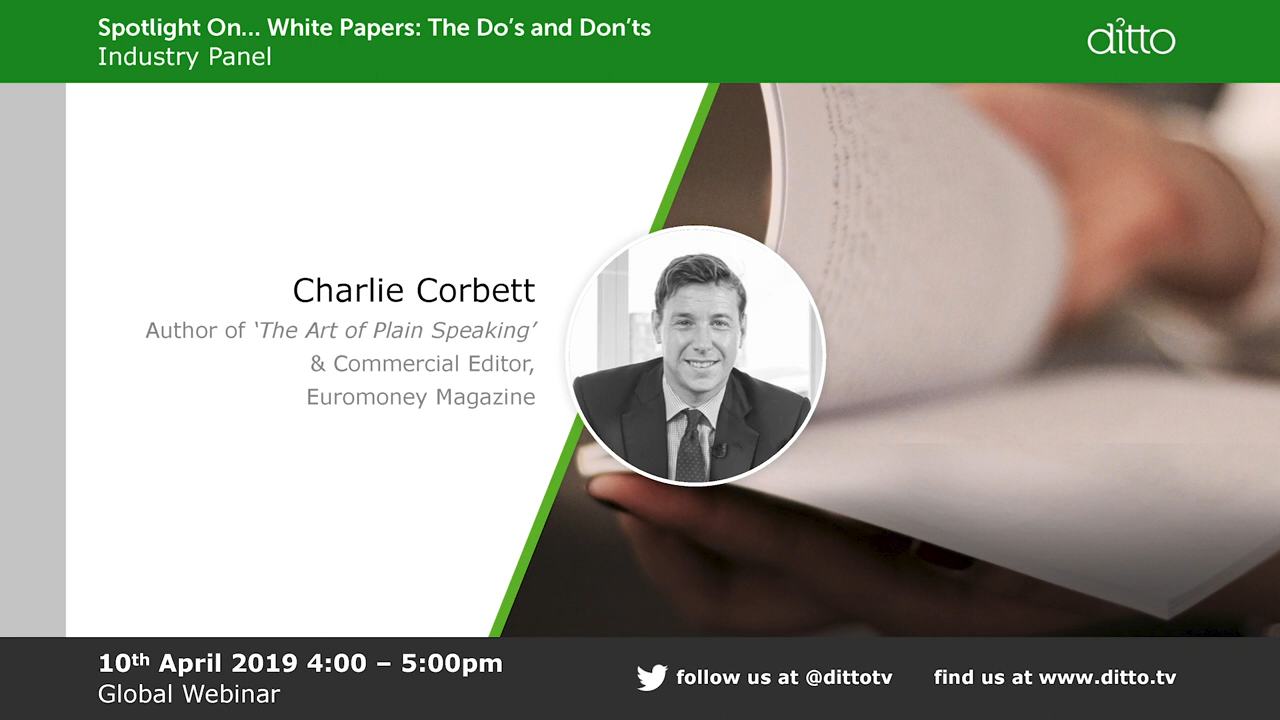 Spotlight On... White Papers: The Do's and Don'ts
Industry Panel
ditto
Charlie Corbett
Author of ‘The Art of Plain Speaking’
& Commercial Editor,
Euromoney Magazine
10th April 2019 4:00 – 5:00pm
Global Webinar
follow us at @dittotv
find us at www.ditto.tv